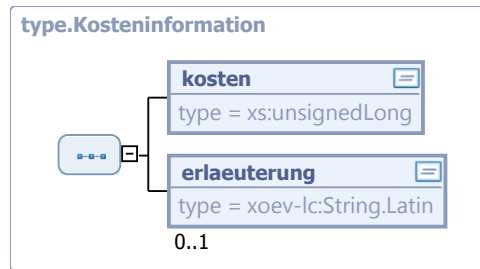 type.Kosteninformation
kosten
type = xs:unsignedLong
erlaeuterung
type = xoev-lc:String.Latin
0..1